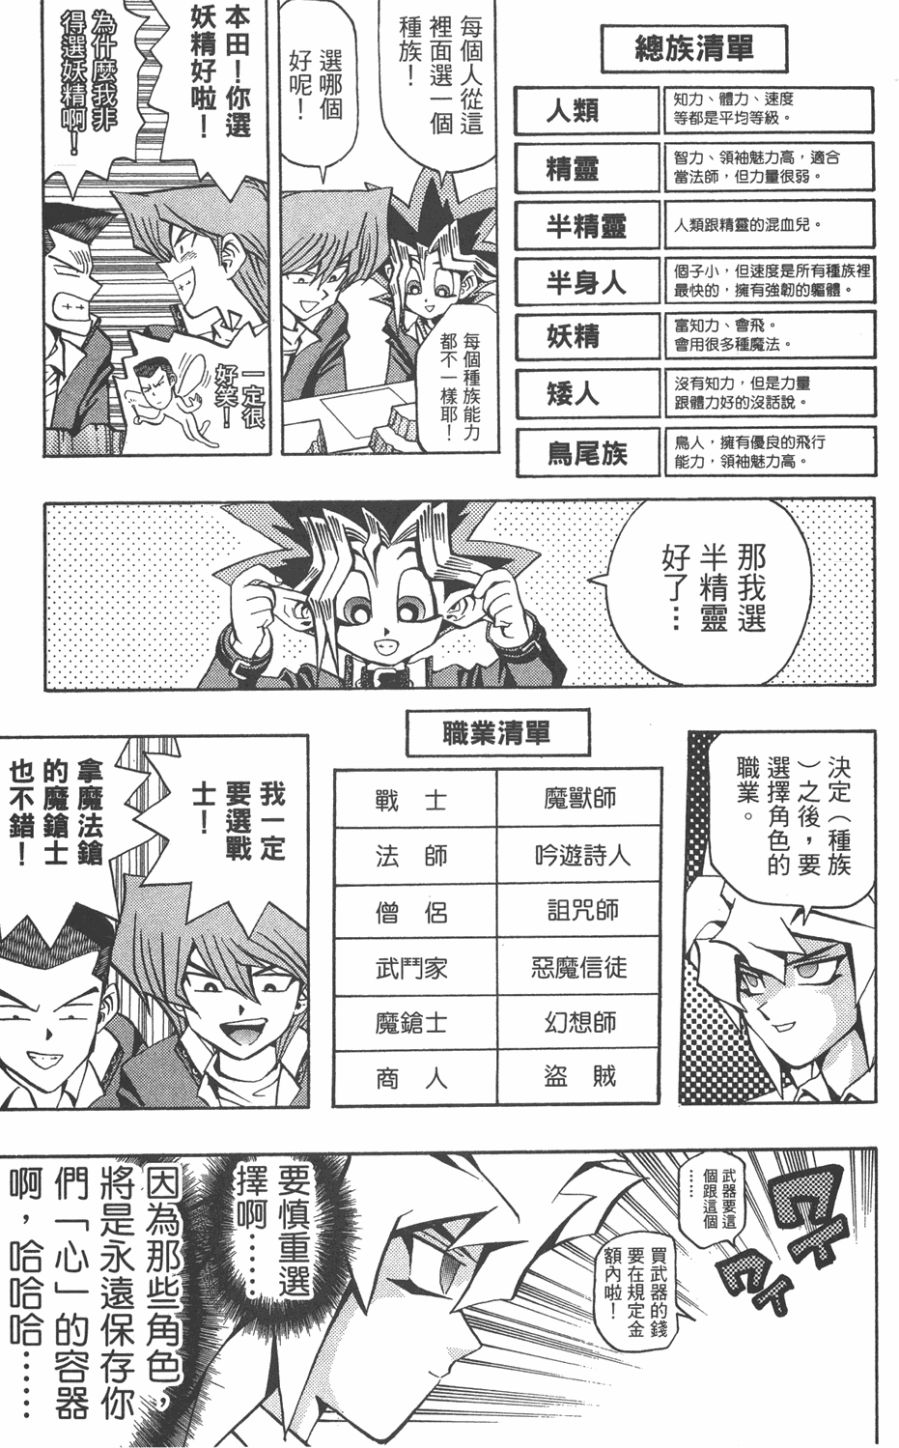 總族清單
人類
知力、體力、速度
等都是平均等級。
精靈
智力、領袖魅力高，適合
當法師，但力量很弱。
半精靈
人類跟精靈的混血兒。
半身人
個子小，但速度是所有種族裡
最快的，擁有強韌的軀體。
妖精
富知力、會飛。
會用很多種魔法。
矮人
沒有知力，但是力量
跟體力好的沒話說。
鳥尾族
鳥人，擁有優良的飛行
能力，領袖魅力高。
每個人從這
裡面選一個
種族！
選哪個
好呢！
每個種族能力
都不一樣耶！
本田！你選
妖精好啦！
為什麼我非
得選妖精啊！
一定很
好笑！
那我選
半精靈
好了…
決定（種族
）之後，要
選擇角色的
職業。
職業清單
戰士
魔獸師
法師
吟遊詩人
僧侶
詛咒師
武鬥家
惡魔信徒
魔鎗士
幻想師
商人
盜賊
我一定
要選戰
士！
拿魔法鎗
的魔鎗士
也不錯！
武器要這
個跟這個
……
買武器的錢
要在規定金
額內啦！
要慎重選
擇啊……
因為那些角色，
將是永遠保存你
們「心」的容器
啊，哈哈哈……